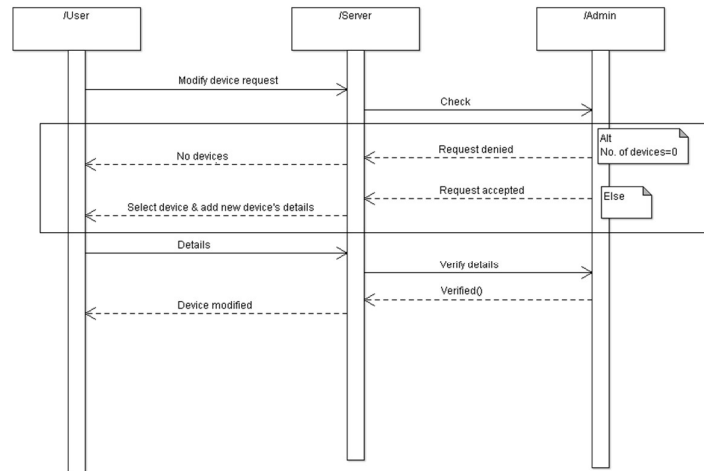 /User
/Server
/Admin
Modify device request
Check
Alt
No. of devices=0
Request denied
No devices
Request accepted
Else
Select device & add new device's details
Details
Verify details
Verified()
Device modified